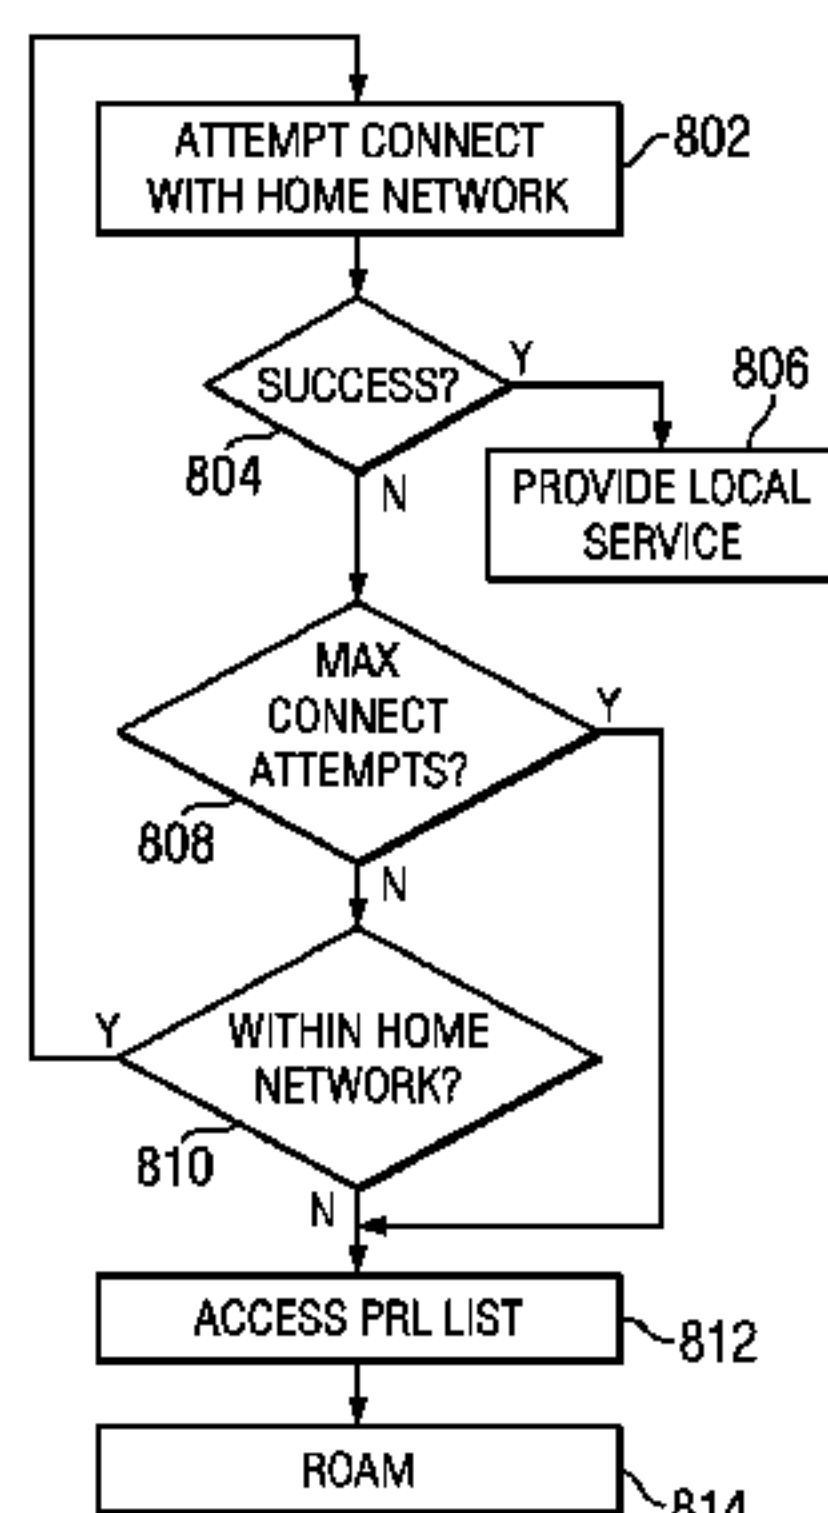 ATTEMPT CONNECT
WITH HOME NETWORK
802
SUCCESS?
Y
804
N
806
PROVIDE LOCAL
SERVICE
MAX
CONNECT
ATTEMPTS?
Y
808
N
WITHIN HOME
NETWORK?
Y
810
N
ACCESS PRL LIST
812
ROAM
814